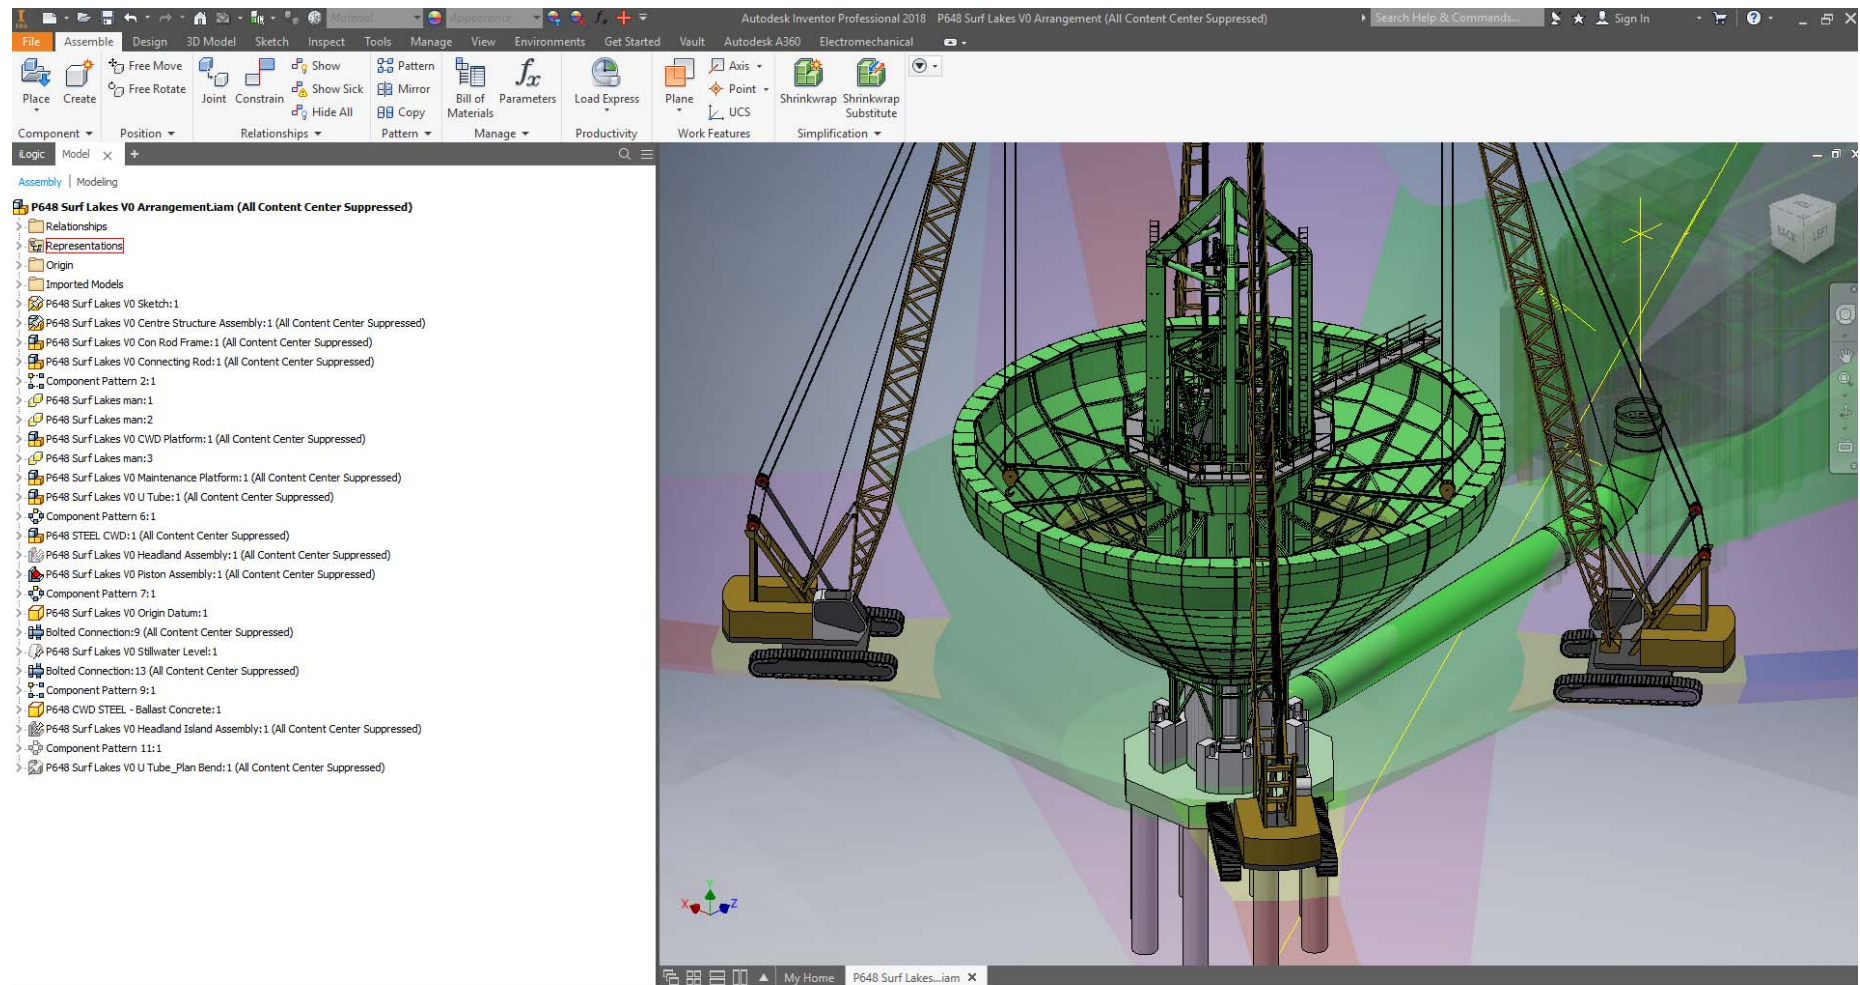 Material
Appearance
Autodesk Inventor Professional 2018 P648 Surf Lakes V0 Arrangement (All Content Center Suppressed)
Search Help & Commands...
Sign In
File Assemble Design 3D Model Sketch Inspect Tools Manage View Environments Get Started Vault Autodesk A360 Electromechanical
Place
Create
Free Move
Free Rotate
Joint
Constrain
Show
Show Sick
Hide All
Pattern
Mirror
Copy
Bill of
Materials
Parameters
Load Express
Plane
Axis
Point
UCS
Shrinkwrap
Shrinkwrap
Substitute
Component Position Relationships Pattern Manage Productivity Work Features Simplification
iLogic Model
Assembly | Modeling
P648 Surf Lakes V0 Arrangement.iam (All Content Center Suppressed)
Relationships
Representations
Origin
Imported Models
P648 Surf Lakes V0 Sketch:1
P648 Surf Lakes V0 Centre Structure Assembly:1 (All Content Center Suppressed)
P648 Surf Lakes V0 Con Rod Frame:1 (All Content Center Suppressed)
P648 Surf Lakes V0 Connecting Rod:1 (All Content Center Suppressed)
Component Pattern 2:1
P648 Surf Lakes man:1
P648 Surf Lakes man:2
P648 Surf Lakes V0 CWD Platform:1 (All Content Center Suppressed)
P648 Surf Lakes man:3
P648 Surf Lakes V0 Maintenance Platform:1 (All Content Center Suppressed)
P648 Surf Lakes V0 U Tube:1 (All Content Center Suppressed)
Component Pattern 6:1
P648 STEEL CWD:1 (All Content Center Suppressed)
P648 Surf Lakes V0 Headland Assembly:1 (All Content Center Suppressed)
P648 Surf Lakes V0 Piston Assembly:1 (All Content Center Suppressed)
Component Pattern 7:1
P648 Surf Lakes V0 Origin Datum:1
Bolted Connection:9 (All Content Center Suppressed)
P648 Surf Lakes V0 Stillwater Level:1
Bolted Connection:13 (All Content Center Suppressed)
Component Pattern 9:1
P648 CWD STEEL - Ballast Concrete:1
P648 Surf Lakes V0 Headland Island Assembly:1 (All Content Center Suppressed)
Component Pattern 11:1
P648 Surf Lakes V0 U Tube_Plan Bend:1 (All Content Center Suppressed)
BACK
LEFT
Y
X
Z
My Home P648 Surf Lakes...iam